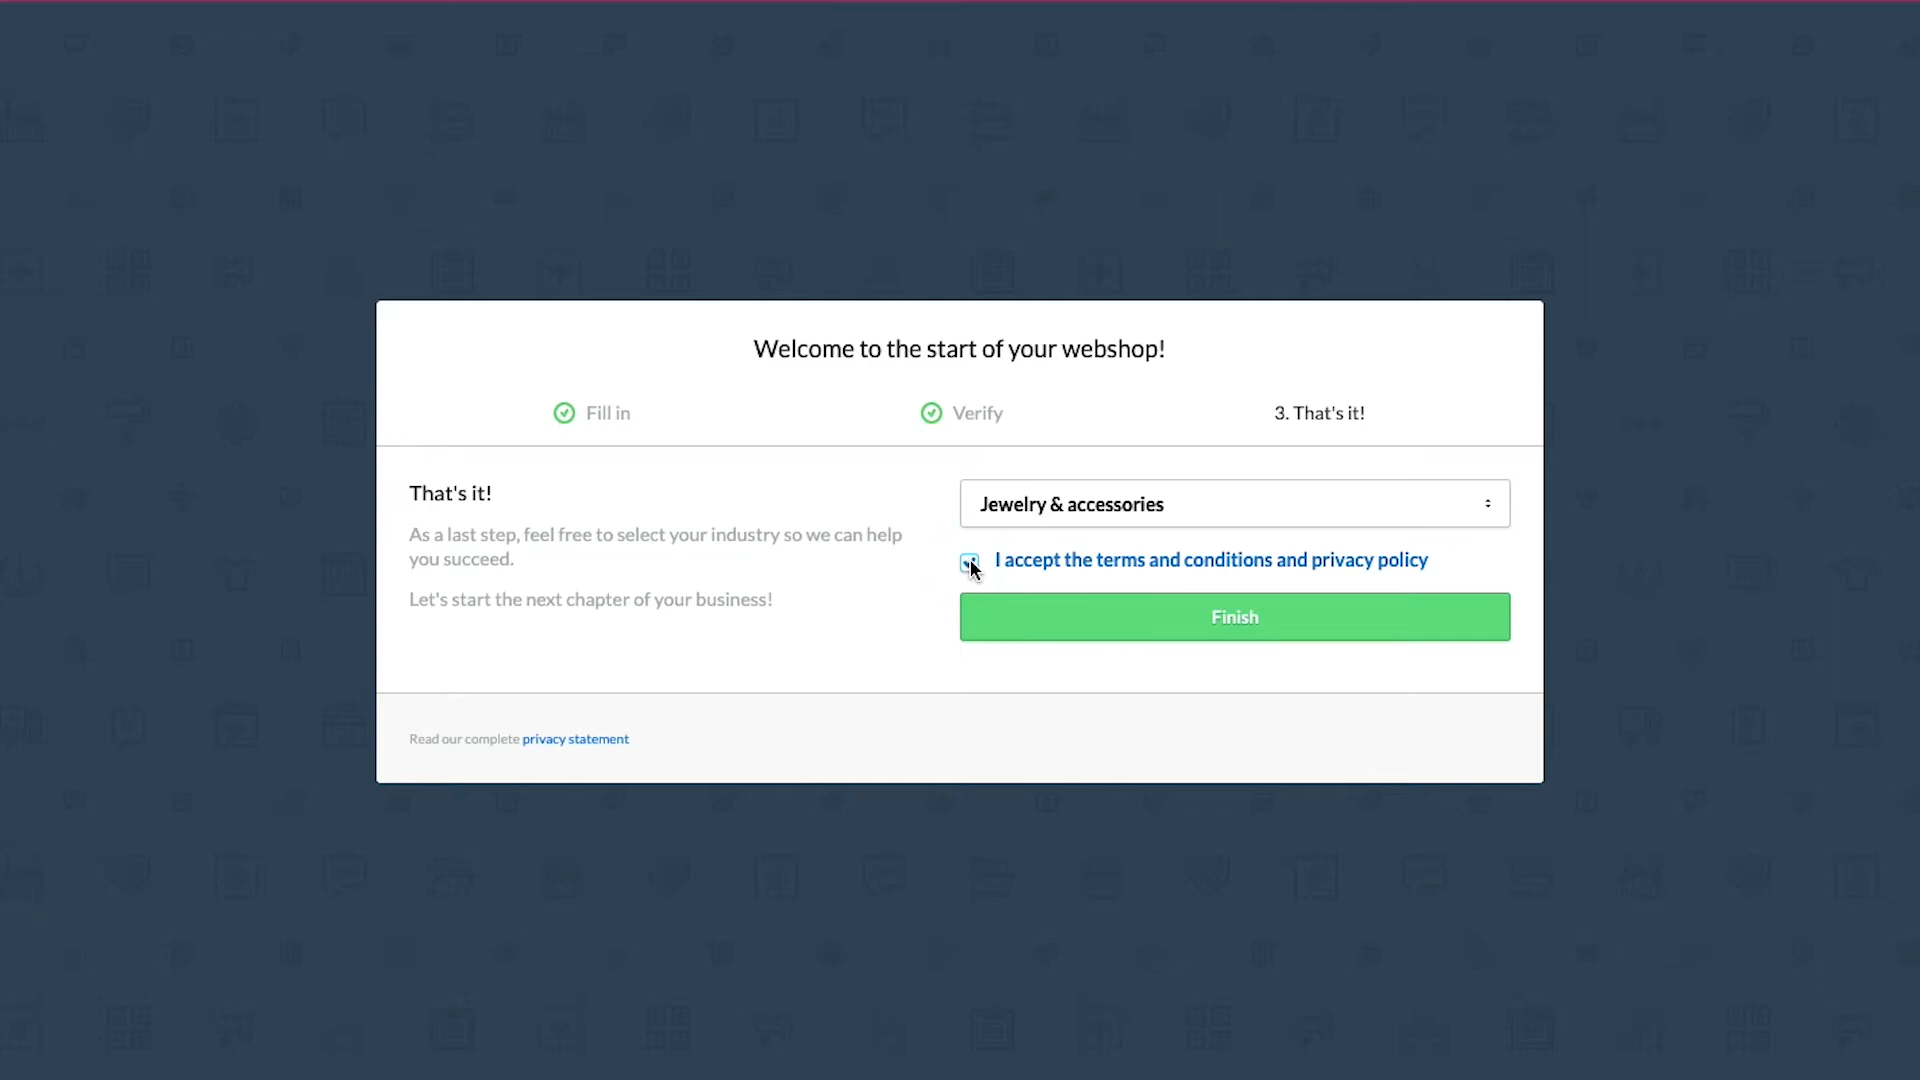 Welcome to the start of your webshop!
Fill in
Verify
3. That's it!
That's it!
As a last step, feel free to select your industry so we can help
you succeed.
Let's start the next chapter of your business!
Jewelry & accessories
I accept the terms and conditions and privacy policy
Finish
Read our complete privacy statement